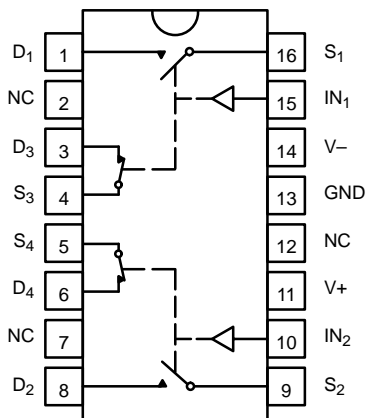 D1 1 16 S1
NC 2 15 IN1
D3 3 14 V–
S3 4 13 GND
S4 5 12 NC
D4 6 11 V+
NC 7 10 IN2
D2 8 9 S2